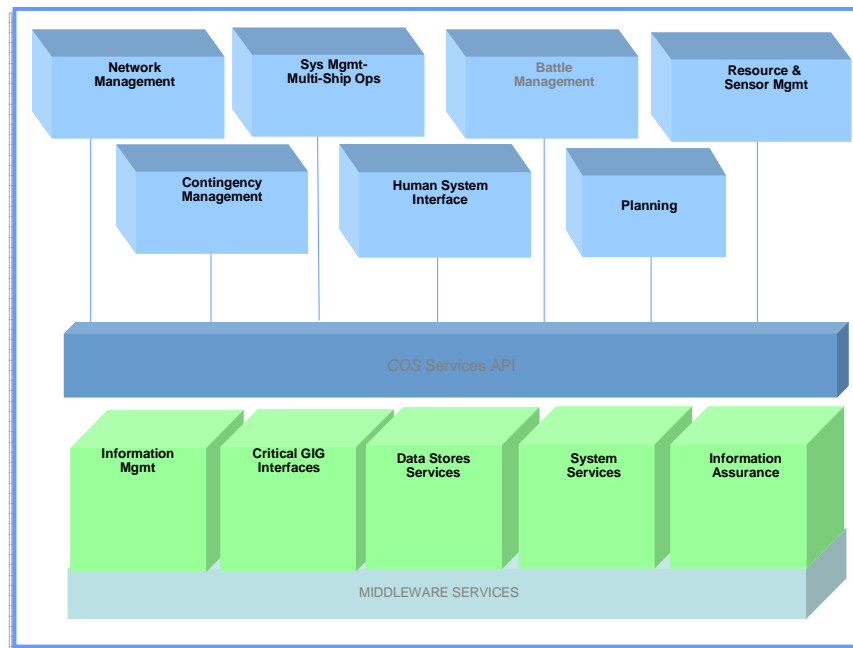 Network
Management
Sys Mgmt-
Multi-Ship Ops
Battle
Management
Resource &
Sensor Mgmt
Contingency
Management
Human System
Interface
Planning
COS Services API
Information
Mgmt
Critical GIG
Interfaces
Data Stores
Services
System
Services
Information
Assurance
MIDDLEWARE SERVICES